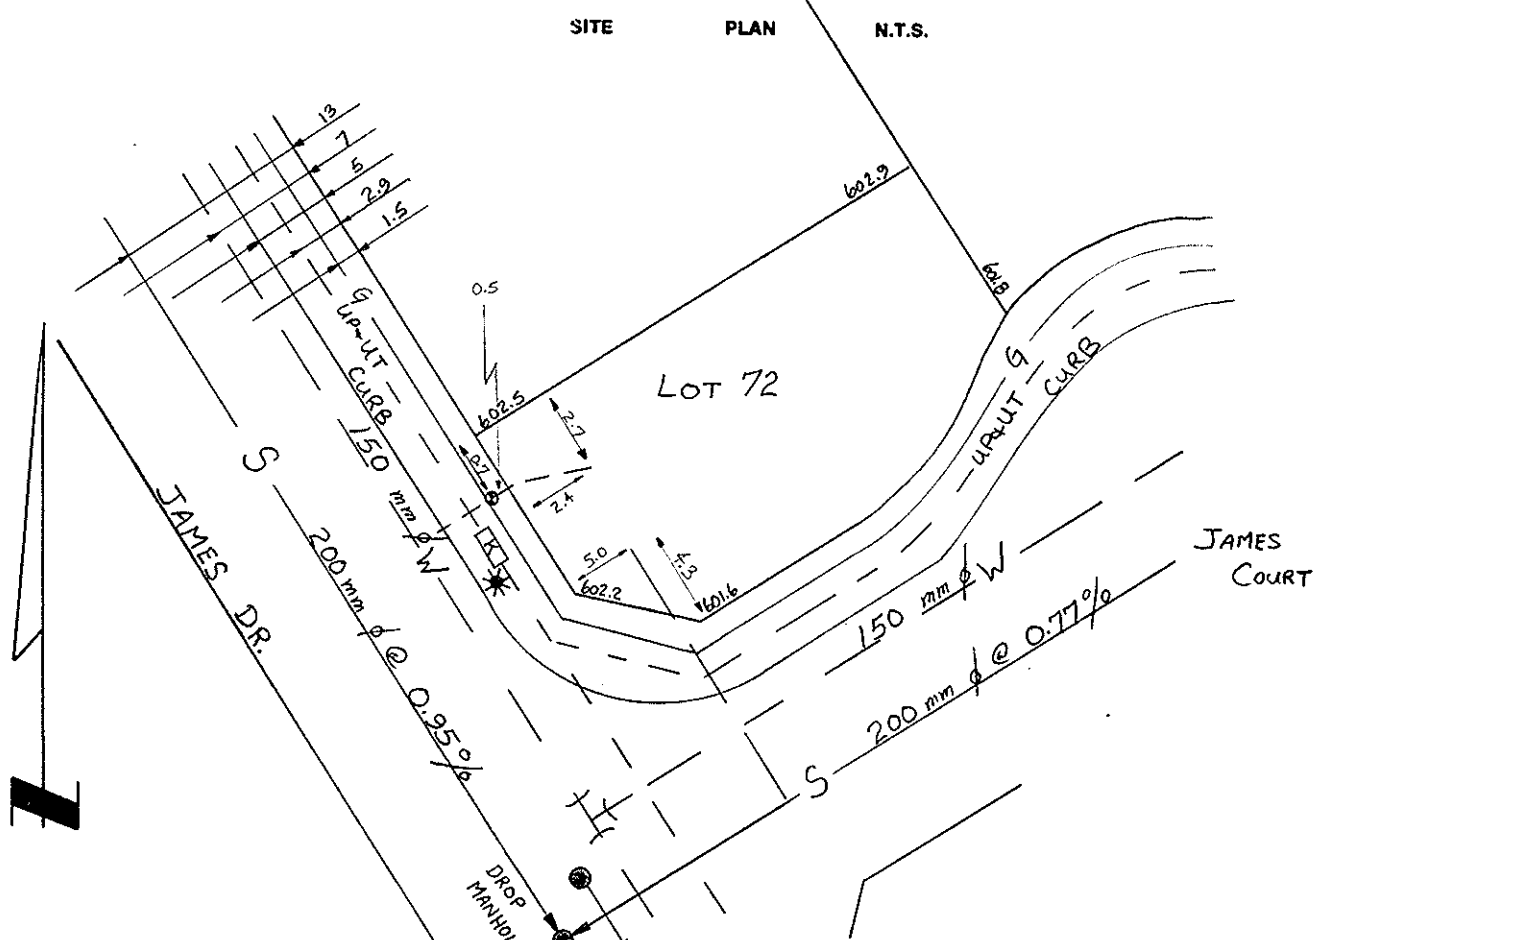 SITE PLAN N.T.S.
13
7
5
2.9
1.5
602.9
601.8
0.5
G
UP+UT
CURB
602.5
LOT 72
2.7
0.7
2.4
K
5.0
4.3
602.2
601.6
G
UP+UT
CURB
150 mm ϕ W
S
200 mm ϕ @ 0.95%
JAMES DR.
150 mm ϕ W
JAMES
COURT
S 200 mm ϕ @ 0.77%
DROP